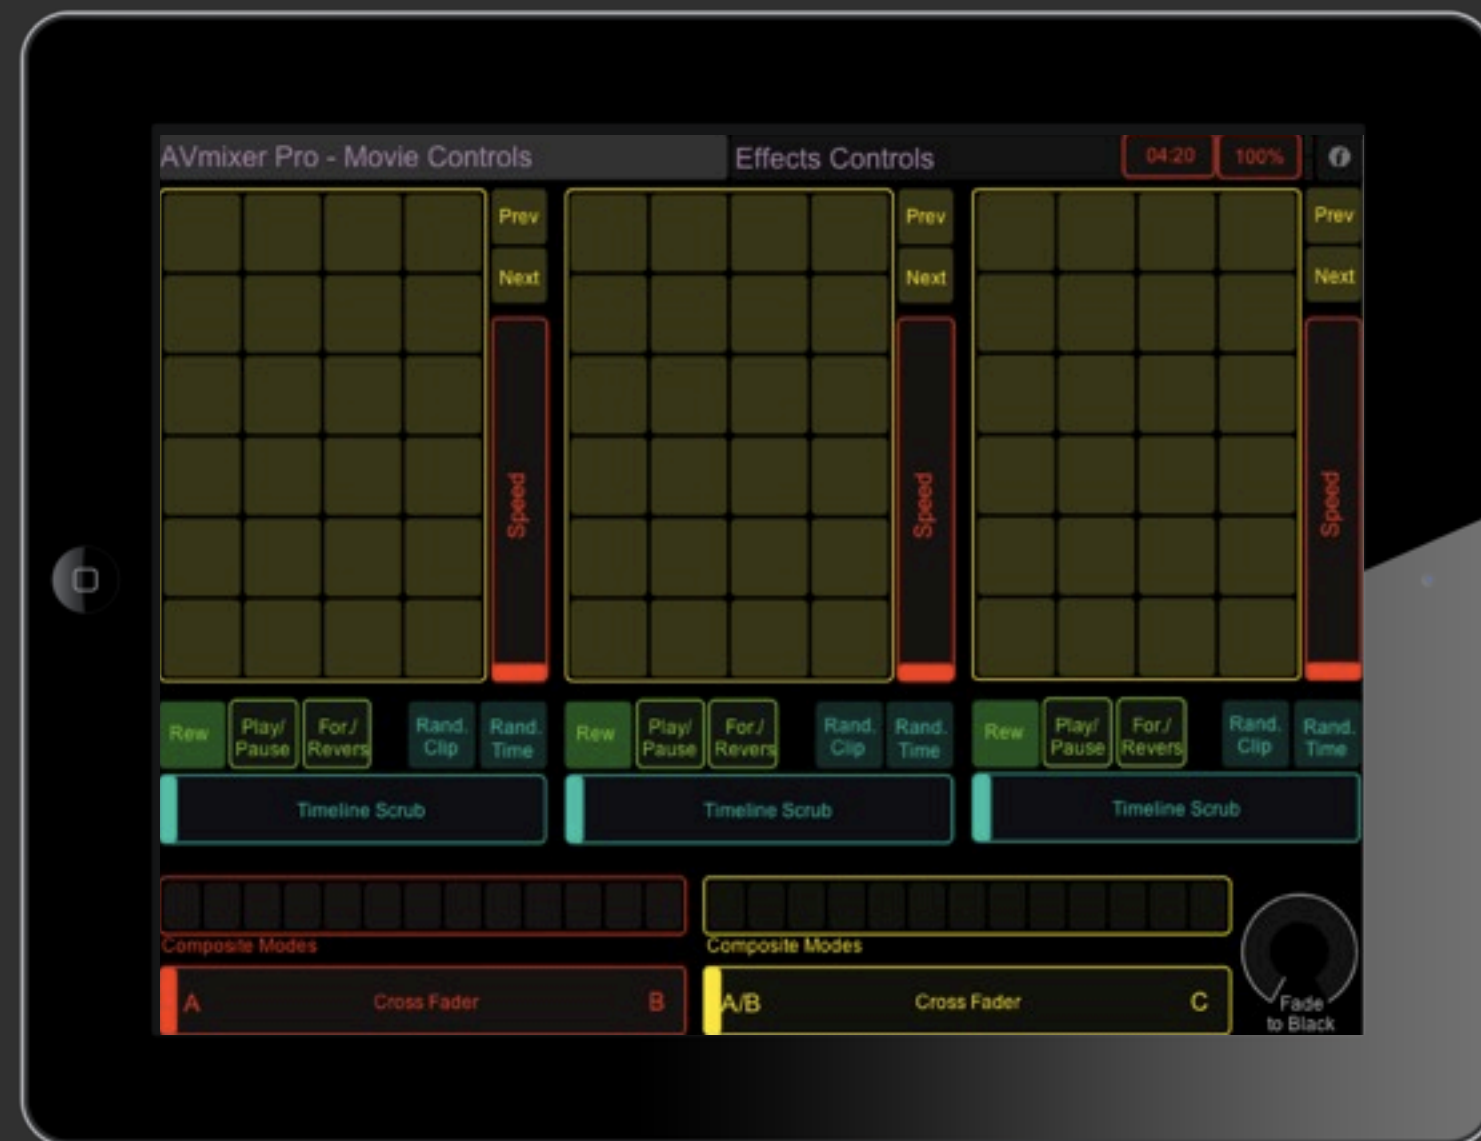 AVmixer Pro - Movie Controls
Effects Controls
04:20
100%
i
Prev
Next
Speed
Prev
Next
Speed
Prev
Next
Speed
Rew
Play/
Pause
For./
Revers
Rand.
Clip
Rand.
Time
Rew
Play/
Pause
For./
Revers
Rand.
Clip
Rand.
Time
Rew
Play/
Pause
For./
Revers
Rand.
Clip
Rand.
Time
Timeline Scrub
Timeline Scrub
Timeline Scrub
Composite Modes
Composite Modes
A
Cross Fader
B
A/B
Cross Fader
C
Fade
to Black